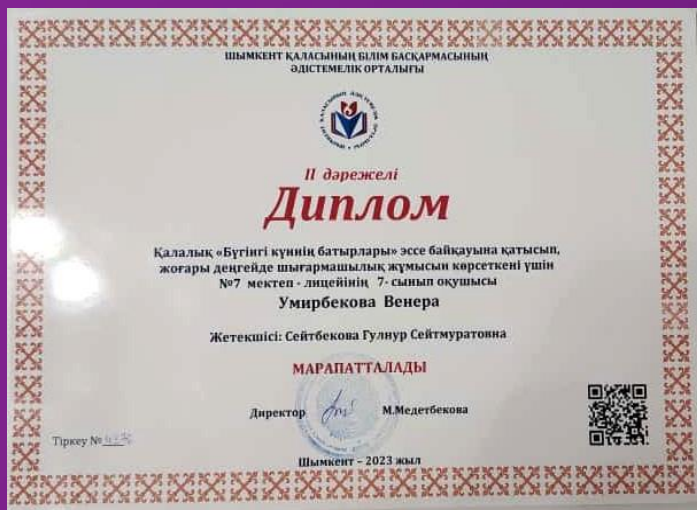 ШЫМКЕНТ ҚАЛАСЫНЫҢ БІЛІМ БАСҚАРМАСЫНЫҢ
ӘДІСТЕМЕЛІК ОРТАЛЫҒЫ
II дәрежелі
Диплом
Қалалық «Бүгінгі күннің батырлары» эссе байқауына қатысып,
жоғары деңгейде шығармашылық жұмысын көрсеткені үшін
№7 мектеп - лицейінің 7- сынып оқушысы
Умирбекова Венера
Жетекшісі: Сейтбекова Гулнур Сейтмуратовна
МАРАПАТТАЛАДЫ
Директор М.Медетбекова
Тіркеу №
Шымкент – 2023 жыл